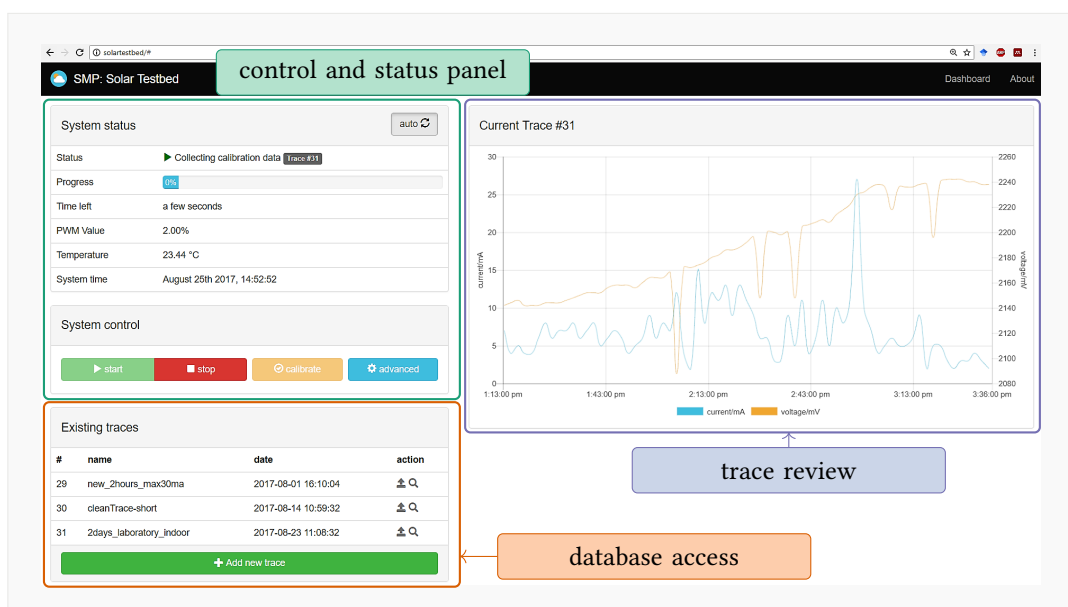 solartestbed/#
control and status panel
SMP: Solar Testbed
Dashboard About
System status
auto
Status Collecting calibration data Trace #31
Progress 0%
Time left a few seconds
PWM Value 2.00%
Temperature 23.44 °C
System time August 25th 2017, 14:52:52
System control
start stop calibrate advanced
Existing traces
# name date action
29 new_2hours_max30ma 2017-08-01 16:10:04
30 cleanTrace-short 2017-08-14 10:59:32
31 2days_laboratory_indoor 2017-08-23 11:08:32
Add new trace
Current Trace #31
30 2260
25 2240
2220
20 2200
2180
15 2160
10 2140
2120
5 2100
0 2080
current/mA
voltage/mV
1:13:00 pm 1:43:00 pm 2:13:00 pm 2:43:00 pm 3:13:00 pm 3:36:00 pm
current/mA voltage/mV
trace review
database access